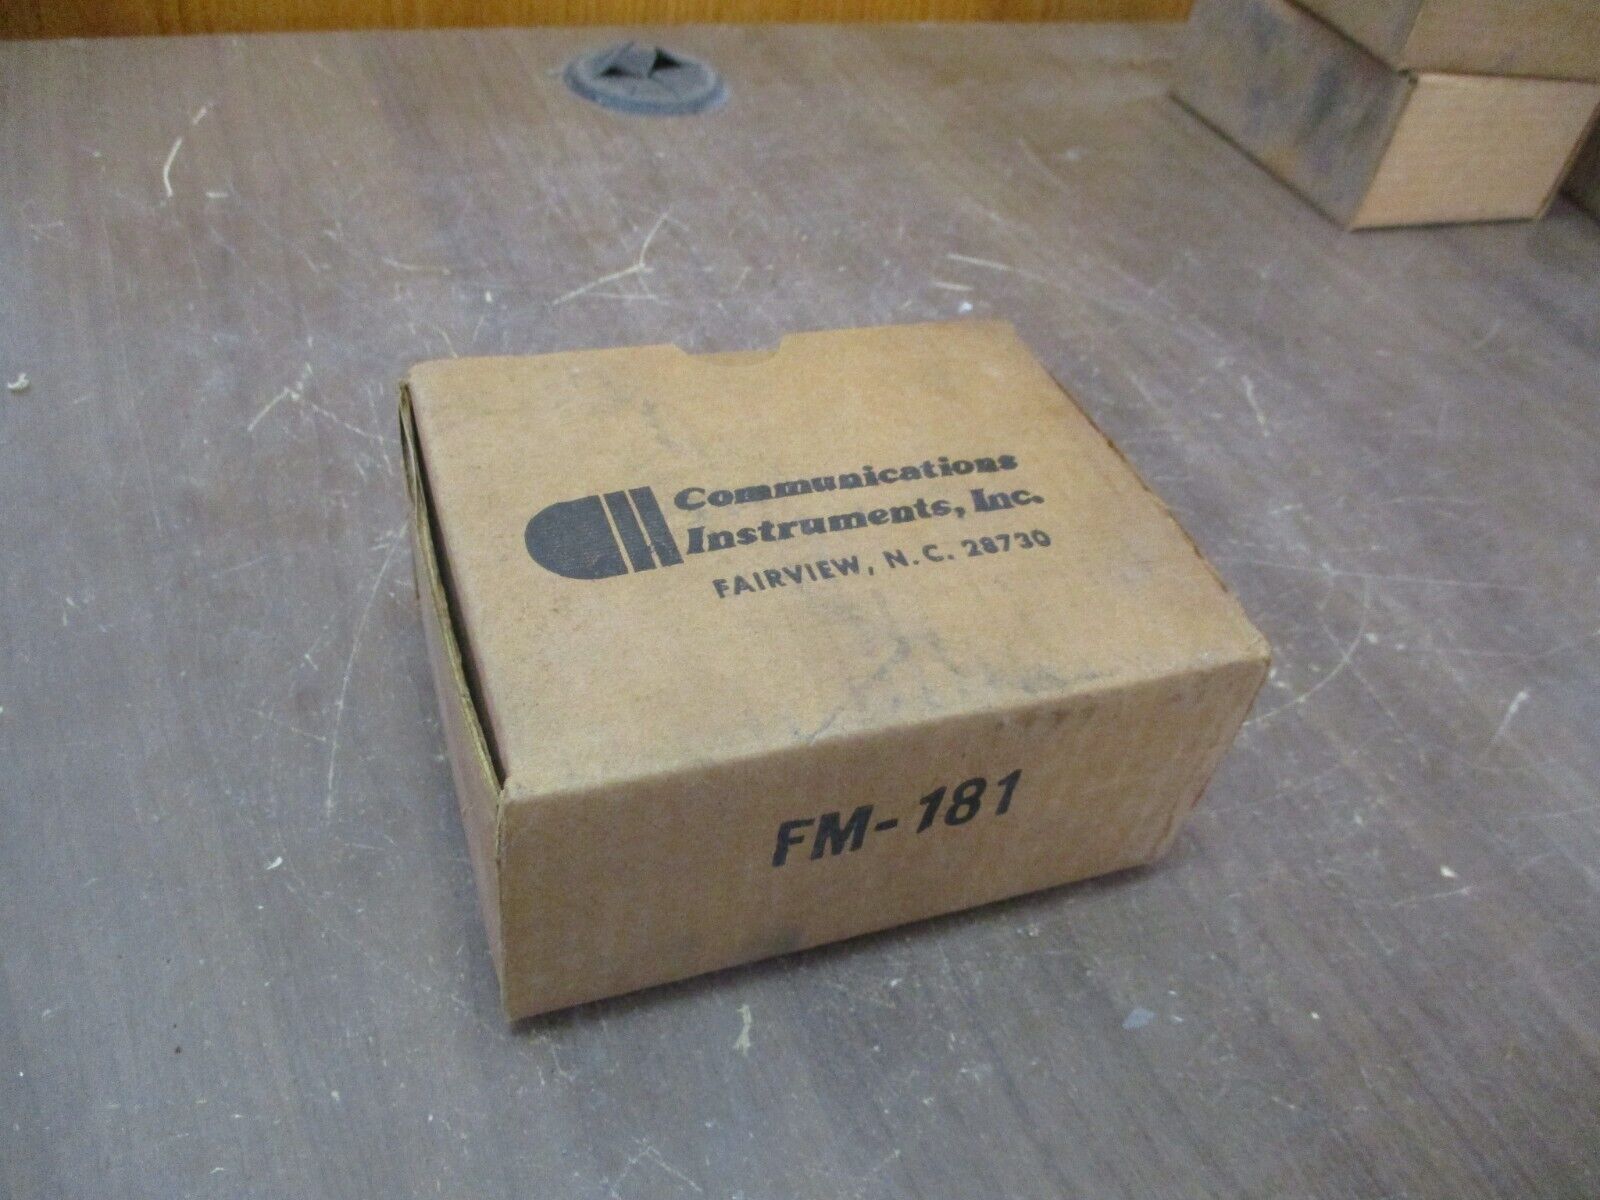 Communications
Instruments, Inc.
FAIRVIEW, N.C. 28730
FM-181